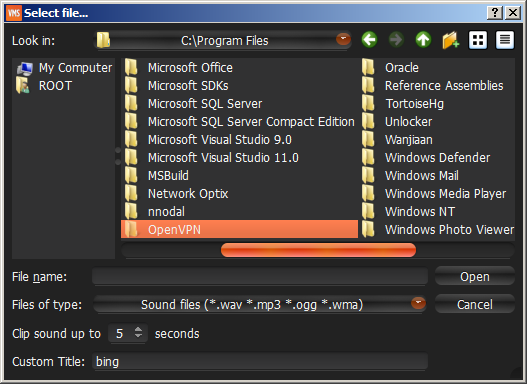 VMS Select file...
Look in: C:\Program Files
My Computer
ROOT
Microsoft Office
Microsoft SDKs
Microsoft SQL Server
Microsoft SQL Server Compact Edition
Microsoft Visual Studio 9.0
Microsoft Visual Studio 11.0
MSBuild
Network Optix
nnodal
OpenVPN
Oracle
Reference Assemblies
TortoiseHg
Unlocker
Wanjiaan
Windows Defender
Windows Mail
Windows Media Player
Windows NT
Windows Photo Viewer
File name: Open
Files of type: Sound files (*.wav *.mp3 *.ogg *.wma) Cancel
Clip sound up to 5 seconds
Custom Title: bing